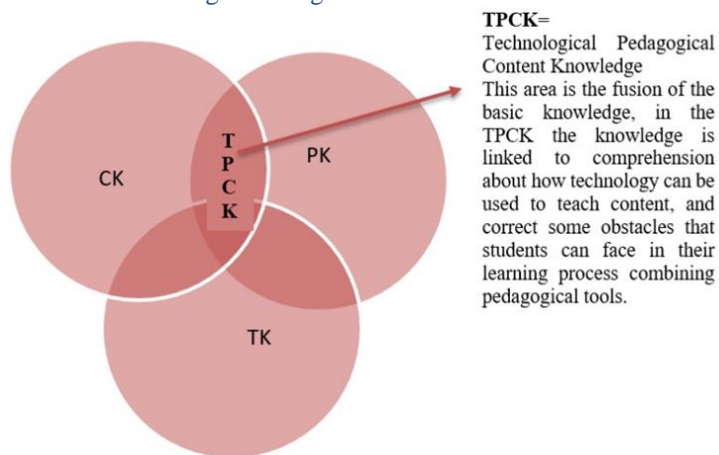 TPCK=
Technological Pedagogical
Content Knowledge
This area is the fusion of the
basic knowledge, in the
TPCK the knowledge is
linked to comprehension
about how technology can be
used to teach content, and
correct some obstacles that
students can face in their
learning process combining
pedagogical tools.
CK
T
P
C
K
PK
TK